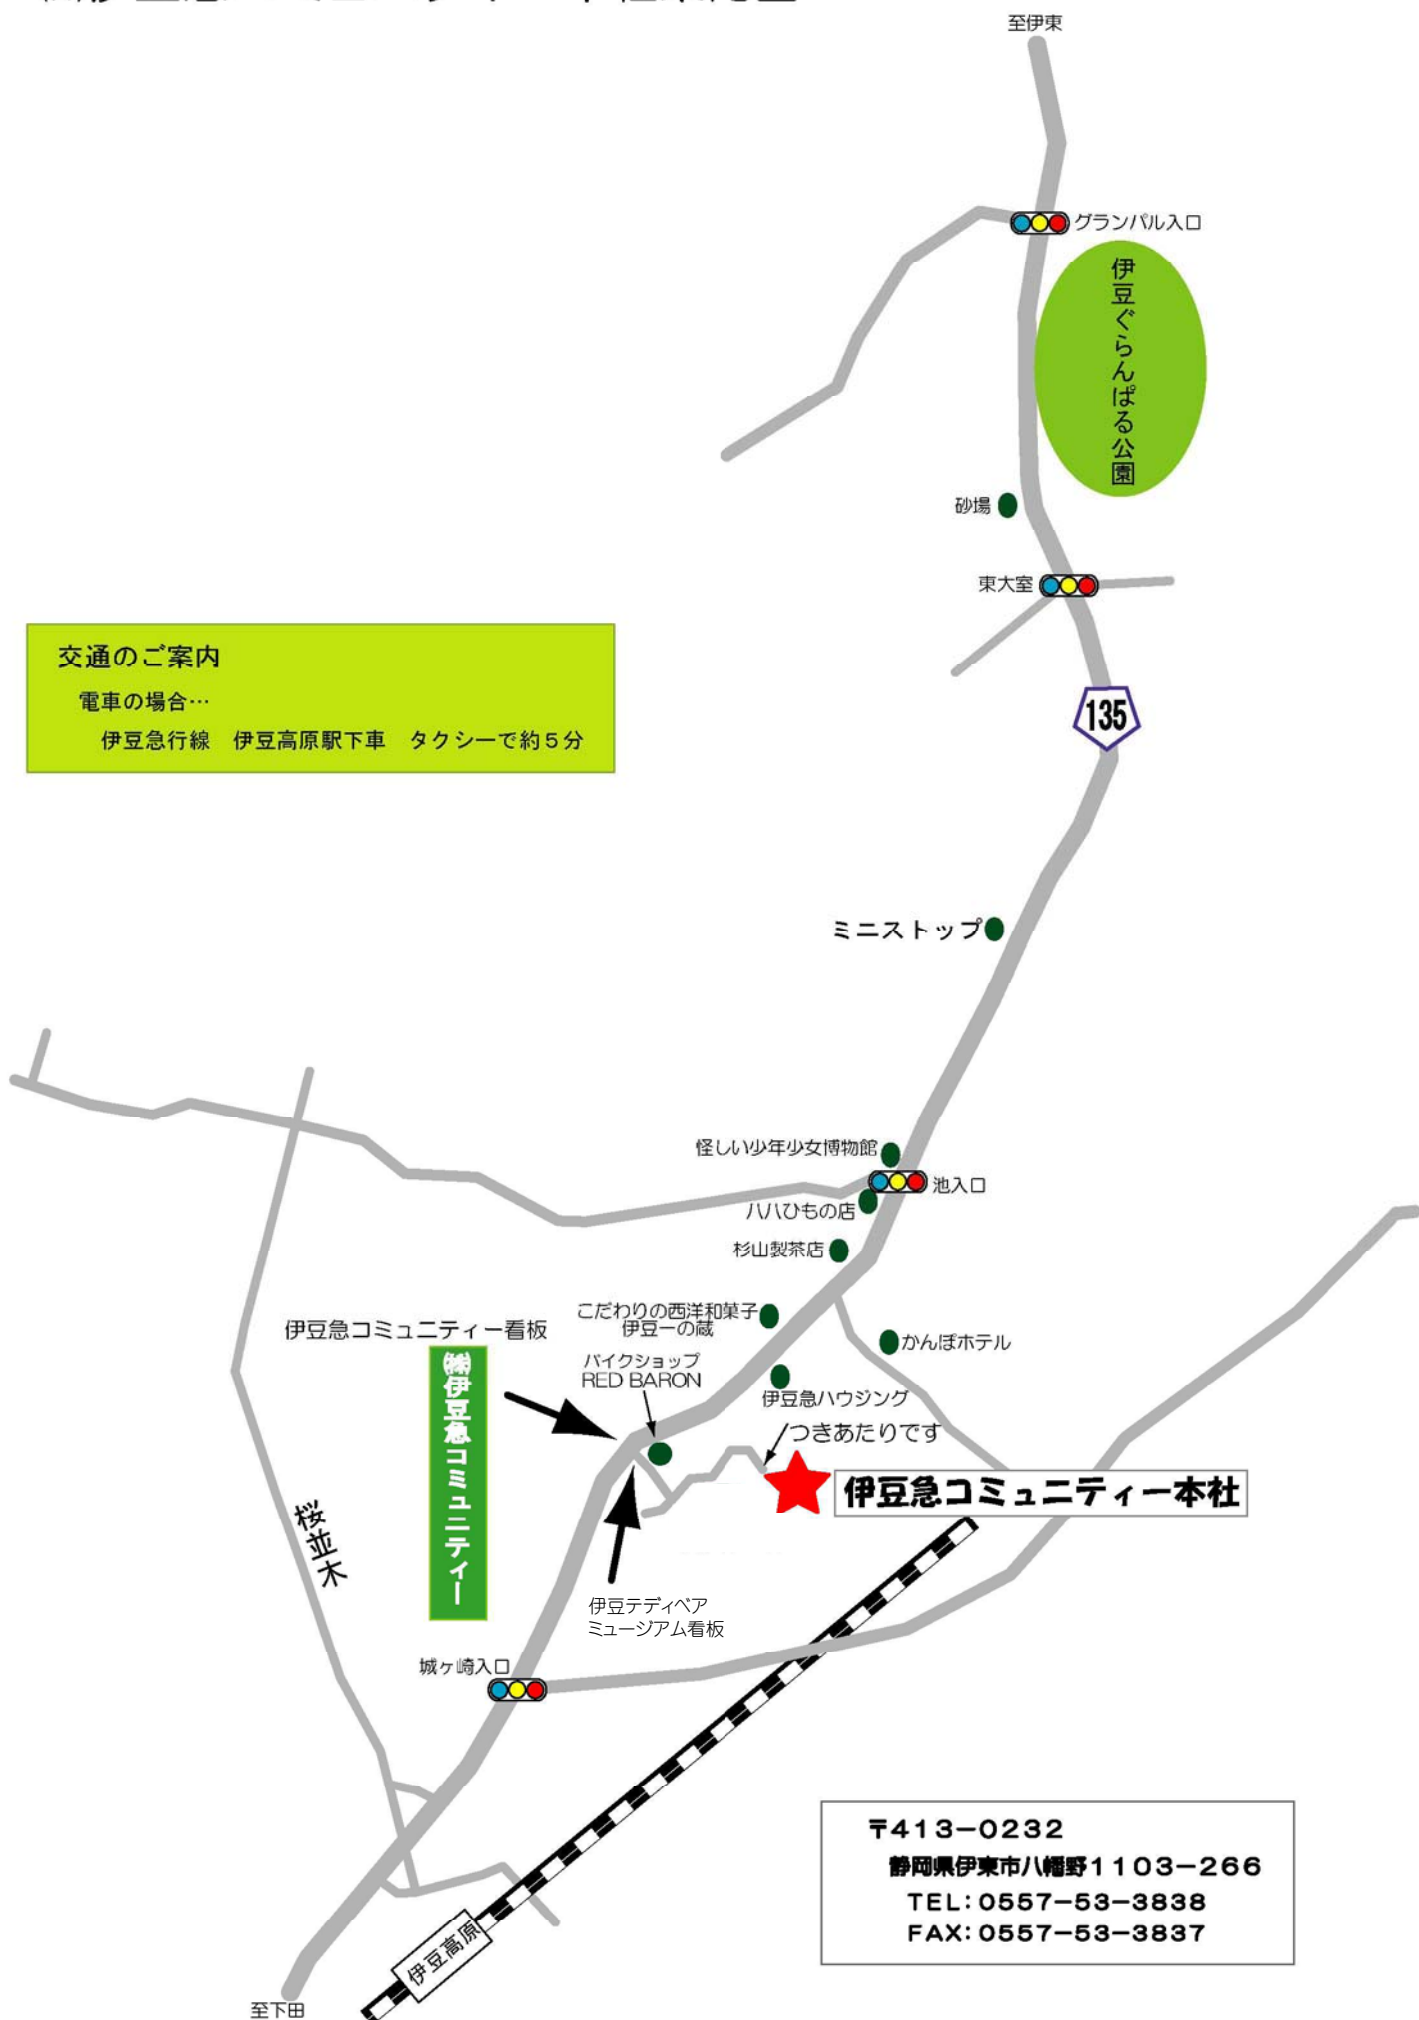 至伊東
グランパル入口
伊豆ぐらんぱる公園
砂場
東大室
交通のご案内
電車の場合…
伊豆急行線　伊豆高原駅下車　タクシーで約５分
135
ミニストップ
怪しい少年少女博物館
池入口
八八ひもの店
杉山製茶店
こだわりの西洋和菓子
伊豆一の蔵
伊豆急コミュニティー看板
かんぽホテル
㈱伊豆急コミュニティー
バイクショップ
RED BARON
伊豆急ハウジング
つきあたりです
伊豆急コミュニティー本社
桜並木
伊豆テディベア
ミュージアム看板
城ヶ崎入口
〒413−0232
静岡県伊東市八幡野1103−266
TEL：0557−53−3838
FAX：0557−53−3837
伊豆高原
至下田